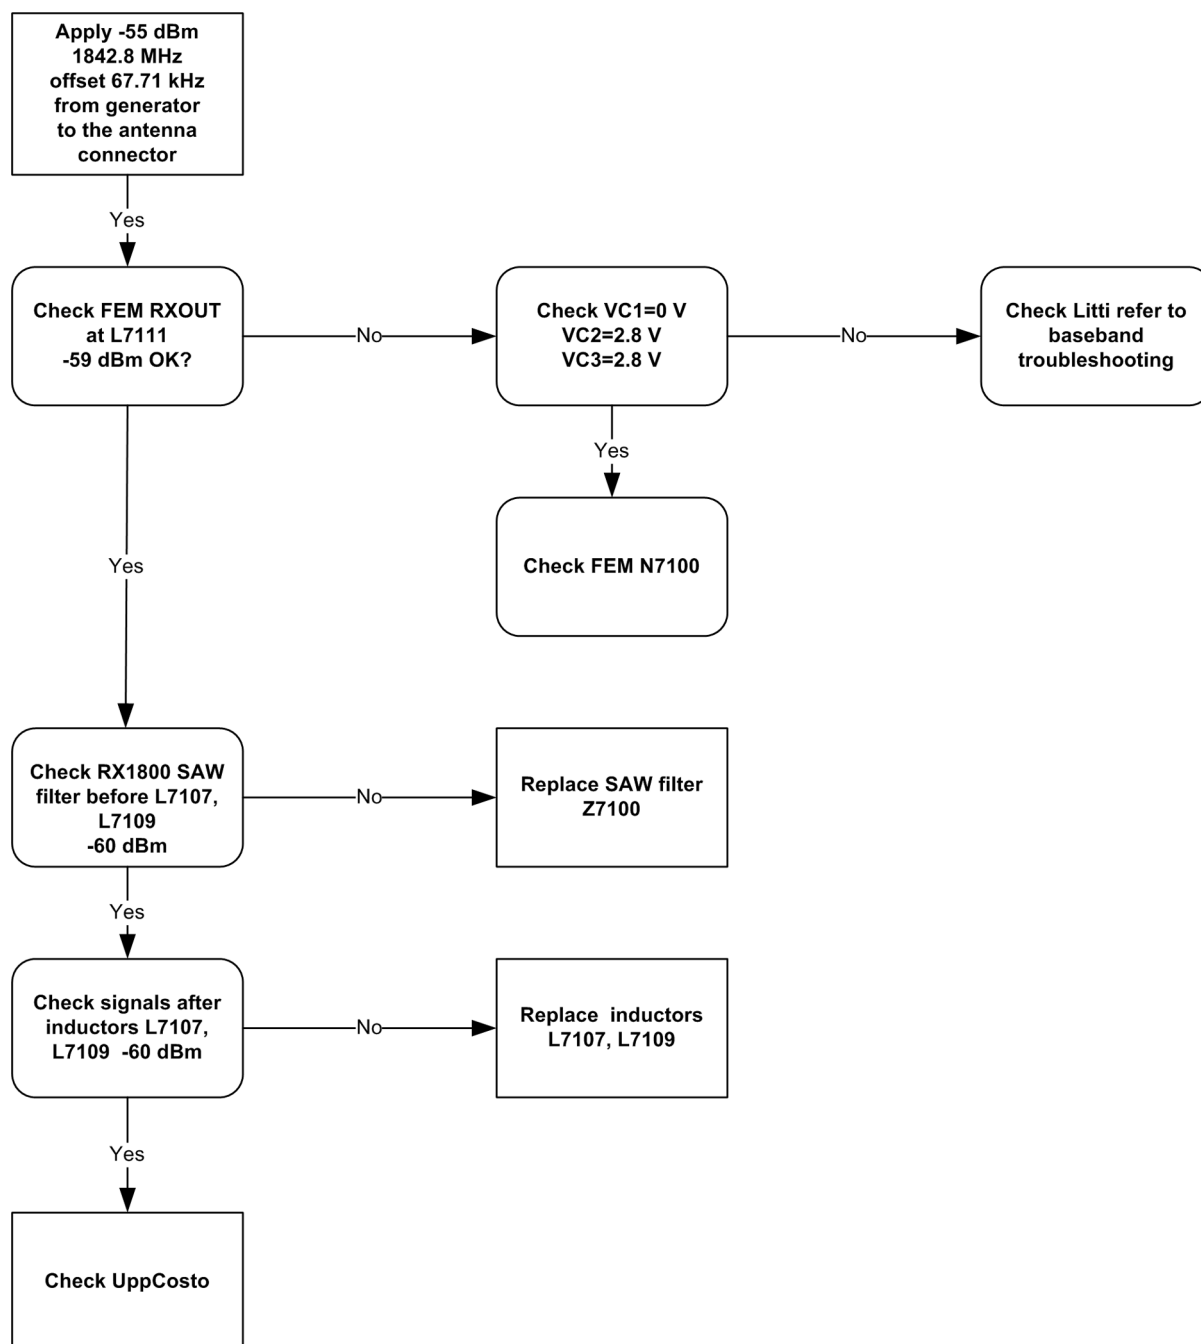 Apply -55 dBm
1842.8 MHz
offset 67.71 kHz
from generator
to the antenna
connector
Yes
Check FEM RXOUT
at L7111
-59 dBm OK?
No
Check VC1=0 V
VC2=2.8 V
VC3=2.8 V
No
Check Litti refer to
baseband
troubleshooting
Yes
Check FEM N7100
Yes
Check RX1800 SAW
filter before L7107,
L7109
-60 dBm
No
Replace SAW filter
Z7100
Yes
Check signals after
inductors L7107,
L7109 -60 dBm
No
Replace inductors
L7107, L7109
Yes
Check UppCosto